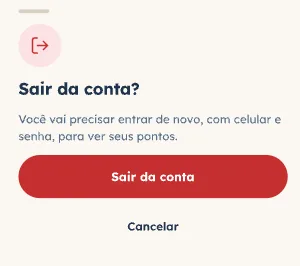 Sair da conta?
Você vai precisar entrar de novo, com celular e
senha, para ver seus pontos.
Sair da conta
Cancelar